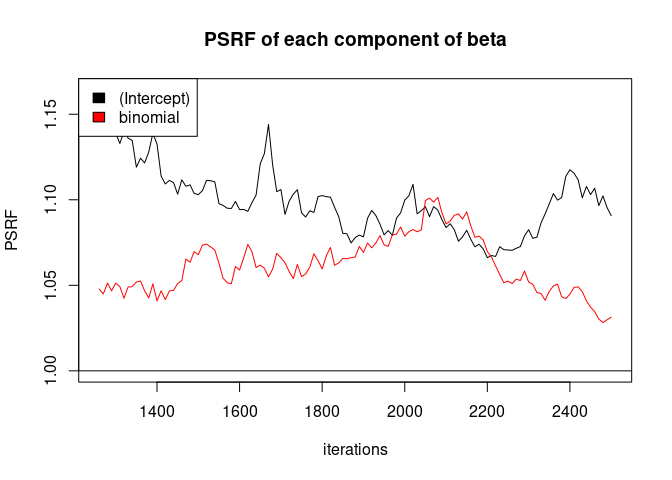 PSRF of each component of beta
(Intercept)
binomial
PSRF
1.15
1.10
1.05
1.00
1400 1600 1800 2000 2200 2400
iterations